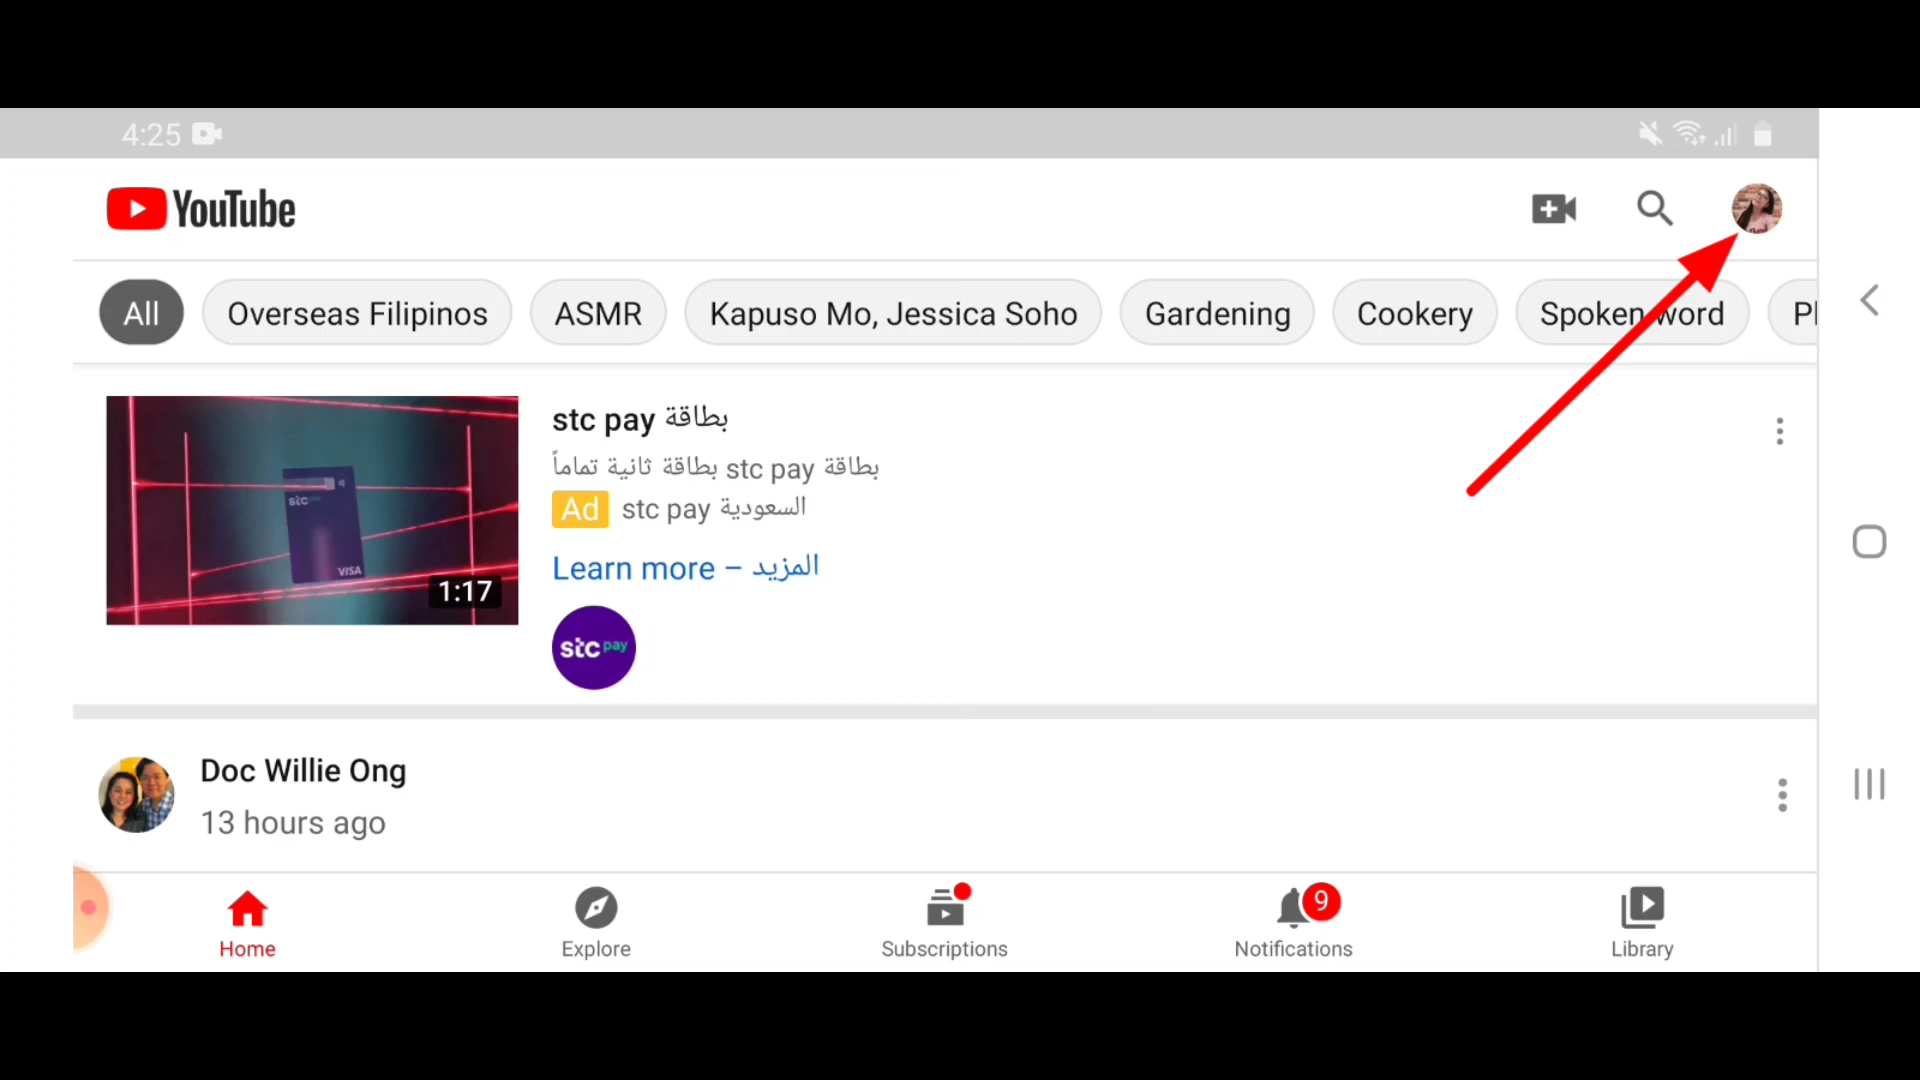 4:25
YouTube
All
Overseas Filipinos
ASMR
Kapuso Mo, Jessica Soho
Gardening
Cookery
Spoken word
stc pay بطاقة
بطاقة stc pay بطاقة ثانية تماماً
Ad stc pay السعودية
Learn more – المزيد
stc
VISA
1:17
stc pay
Doc Willie Ong
13 hours ago
9
Home
Explore
Subscriptions
Notifications
Library